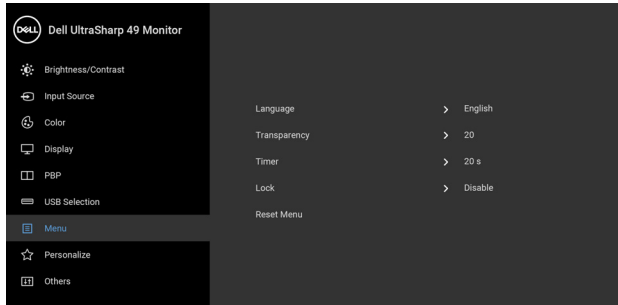 DELL Dell UltraSharp 49 Monitor
Brightness/Contrast
Input Source
Color
Display
PBP
USB Selection
Menu
Personalize
Others
Language > English
Transparency > 20
Timer > 20 s
Lock > Disable
Reset Menu